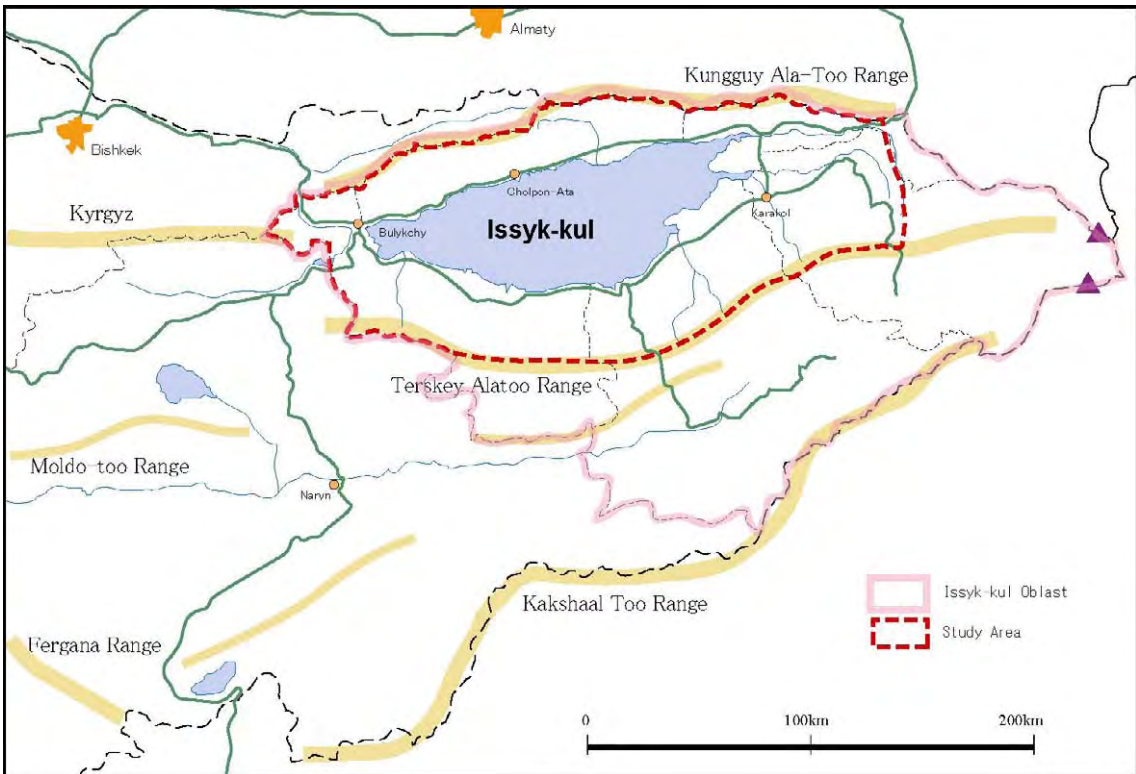 Almaty
Kungguy Ala-Too Range
Bishkek
Cholpon-Ata
Karakol
Kyrgyz
Bulykchy
Issyk-kul
Terskey Alatoo Range
Moldo-too Range
Naryn
Kakshaal Too Range
Issyk-kul Oblast
Study Area
Fergana Range
0
100km
200km